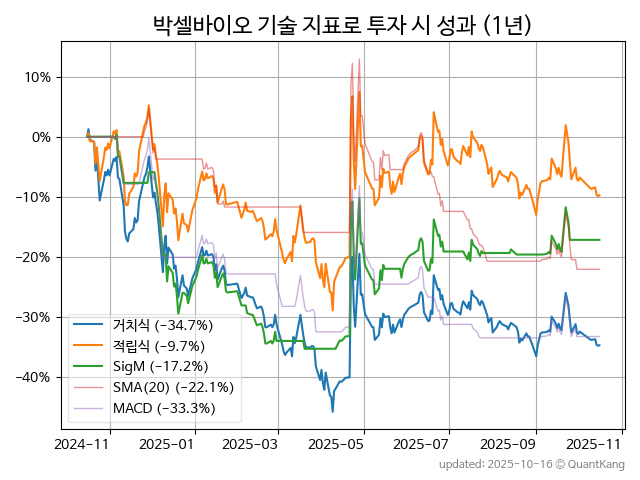 박셀바이오 기술 지표로 투자 시 성과 (1년)
10%
0%
−10%
−20%
−30%
−40%
거치식 (−34.7%)
적립식 (−9.7%)
SigM (−17.2%)
SMA(20) (−22.1%)
MACD (−33.3%)
2024-11 2025-01 2025-03 2025-05 2025-07 2025-09 2025-11
updated: 2025-10-16 © QuantKang